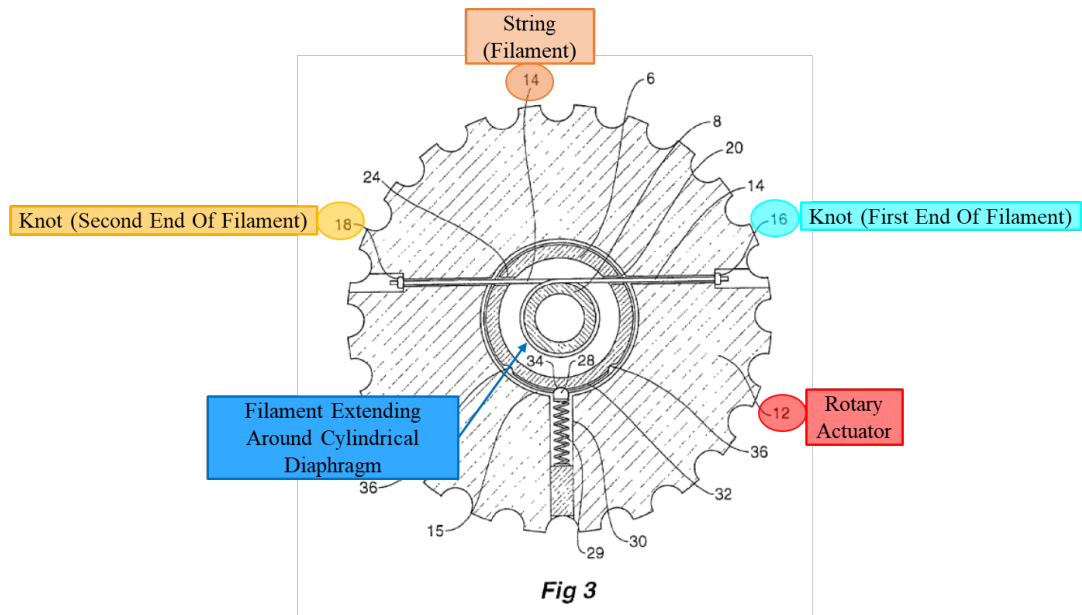 String
(Filament)
14
6
8
20
24
14
Knot (Second End Of Filament)
18
16
Knot (First End Of Filament)
34
28
Filament Extending
Around Cylindrical
Diaphragm
12
Rotary
Actuator
36
36
32
15
30
29
Fig 3